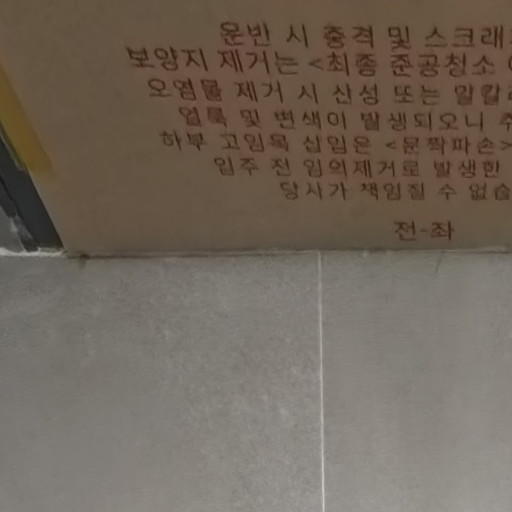 운반 시 충격 및 스크래
보양지 제거는 <최종 준공청소
오염물 제거 시 산성 또는 알칼
얼룩 및 변색이 발생되오니
하부 고임목 삽입은 <문짝파손>
입주 전 임의제거로 발생한
당사가 책임질 수 없습
전-좌